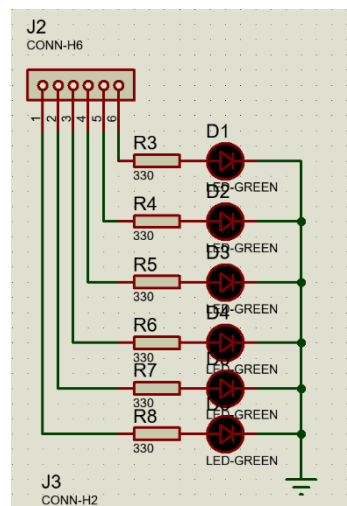 J2
CONN-H6
1 2 3 4 5 6
R3
330
D1
LED-GREEN
R4
330
D2
LED-GREEN
R5
330
D3
LED-GREEN
R6
330
D4
LED-GREEN
R7
330
LED-GREEN
R8
330
LED-GREEN
J3
CONN-H2